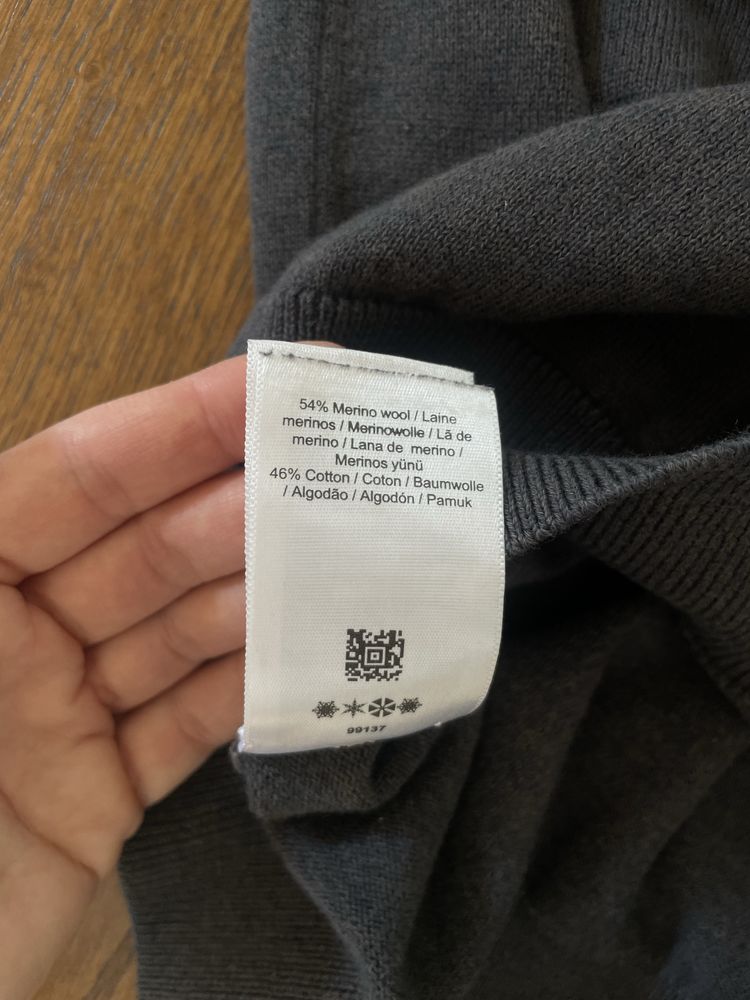 54% Merino wool / Laine
merinos / Merinowolle / Lã de
merino / Lana de merino /
Merinos yünü
46% Cotton / Coton / Baumwolle
/ Algodão / Algodón / Pamuk
99137